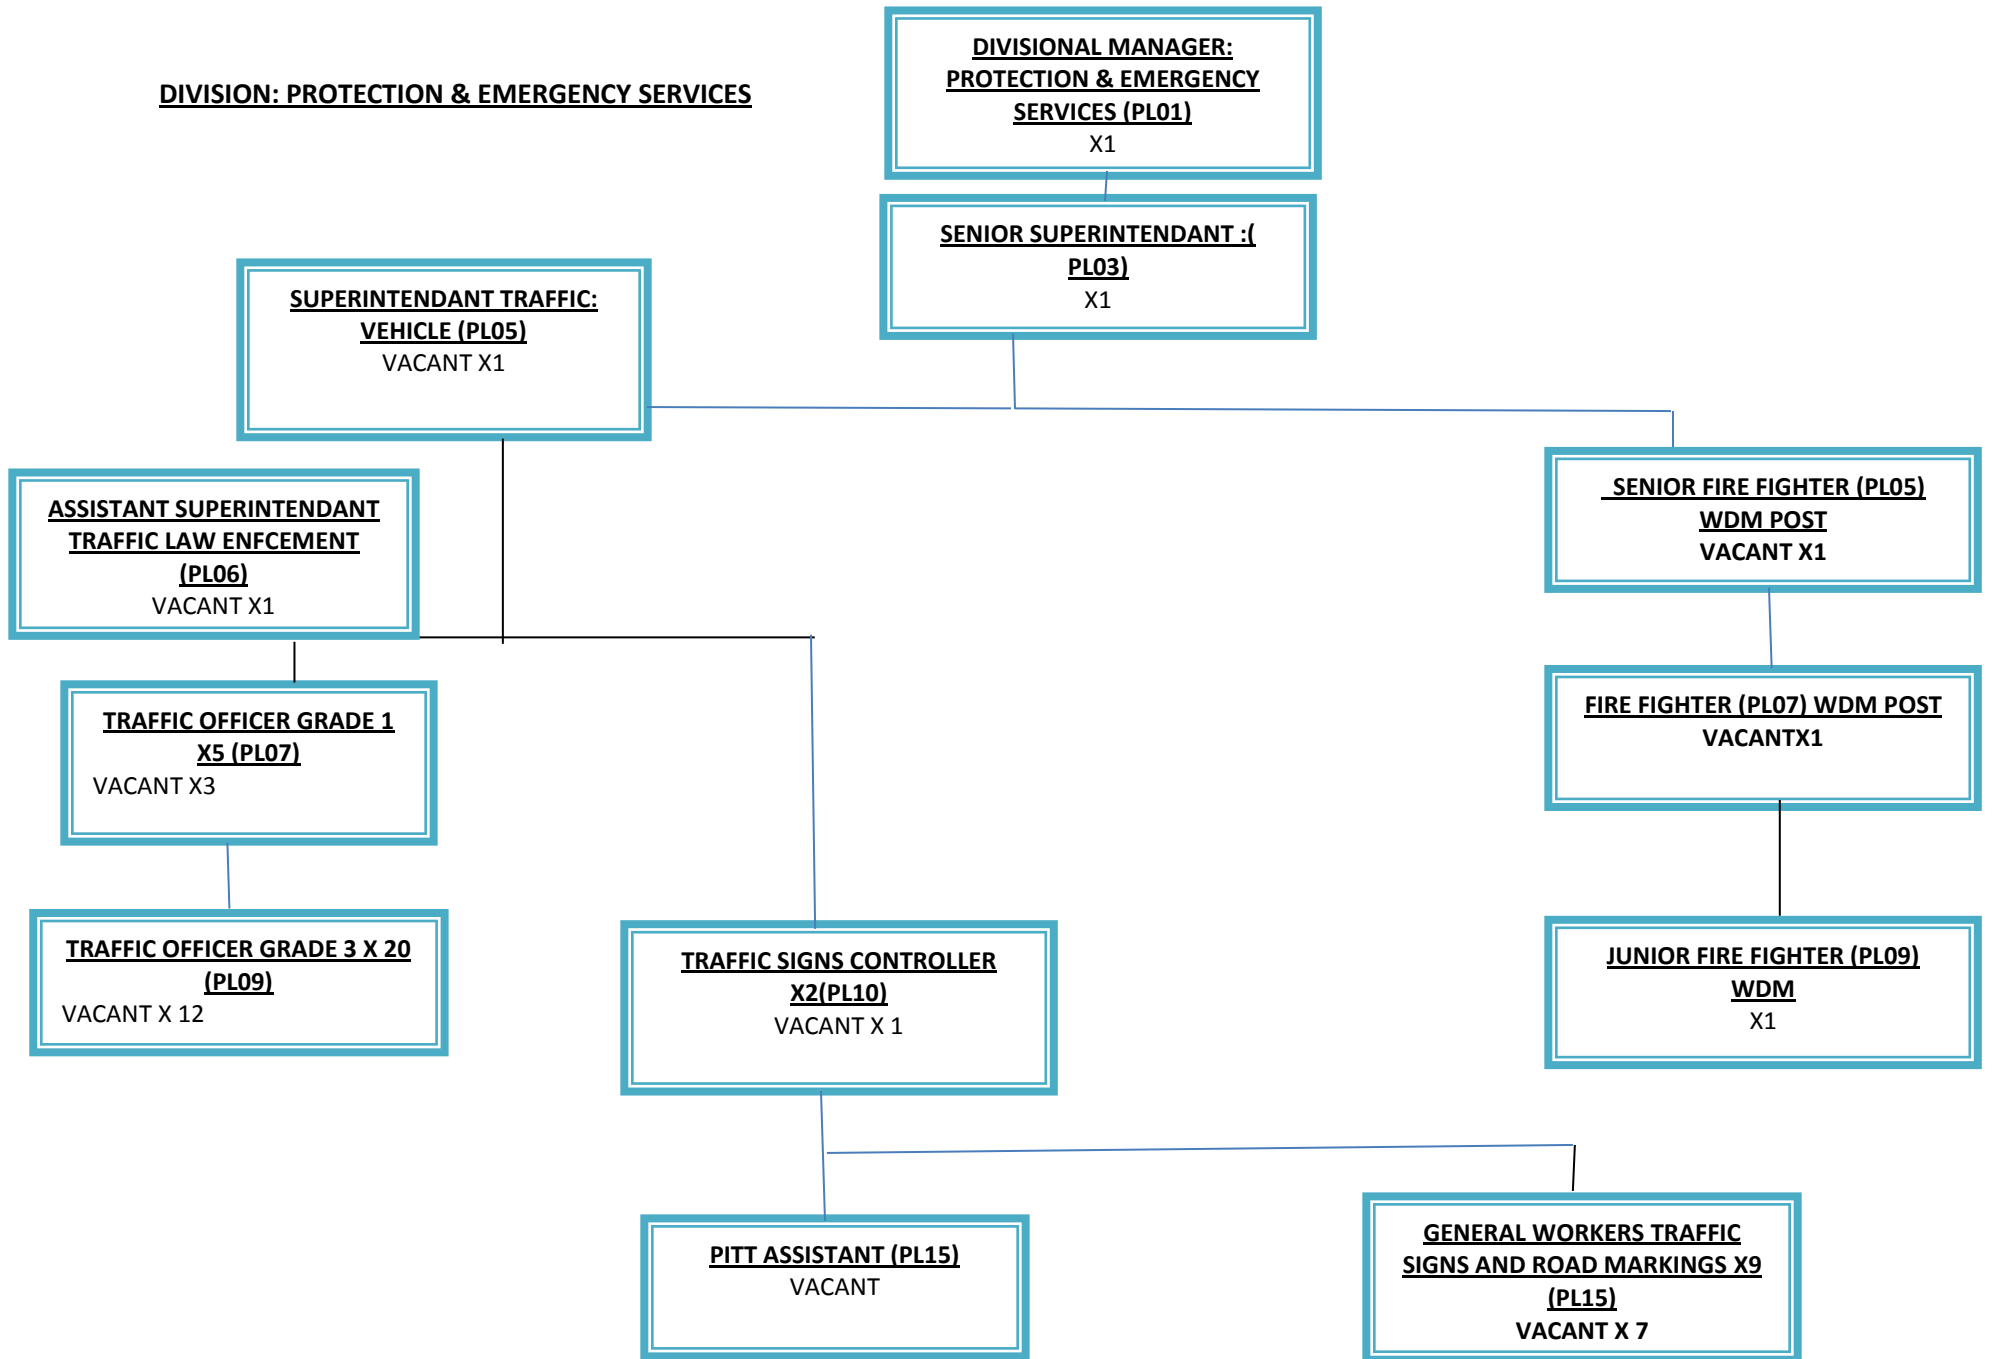 DIVISION: PROTECTION & EMERGENCY SERVICES
DIVISIONAL MANAGER:
PROTECTION & EMERGENCY
SERVICES (PL01)
X1
SENIOR SUPERINTENDANT :(
PL03)
X1
SUPERINTENDANT TRAFFIC:
VEHICLE (PL05)
VACANT X1
ASSISTANT SUPERINTENDANT
TRAFFIC LAW ENFCEMENT
(PL06)
VACANT X1
SENIOR FIRE FIGHTER (PL05)
WDM POST
VACANT X1
TRAFFIC OFFICER GRADE 1
X5 (PL07)
VACANT X3
FIRE FIGHTER (PL07) WDM POST
VACANTX1
TRAFFIC OFFICER GRADE 3 X 20
(PL09)
VACANT X 12
TRAFFIC SIGNS CONTROLLER
X2(PL10)
VACANT X 1
JUNIOR FIRE FIGHTER (PL09)
WDM
X1
PITT ASSISTANT (PL15)
VACANT
GENERAL WORKERS TRAFFIC
SIGNS AND ROAD MARKINGS X9
(PL15)
VACANT X 7